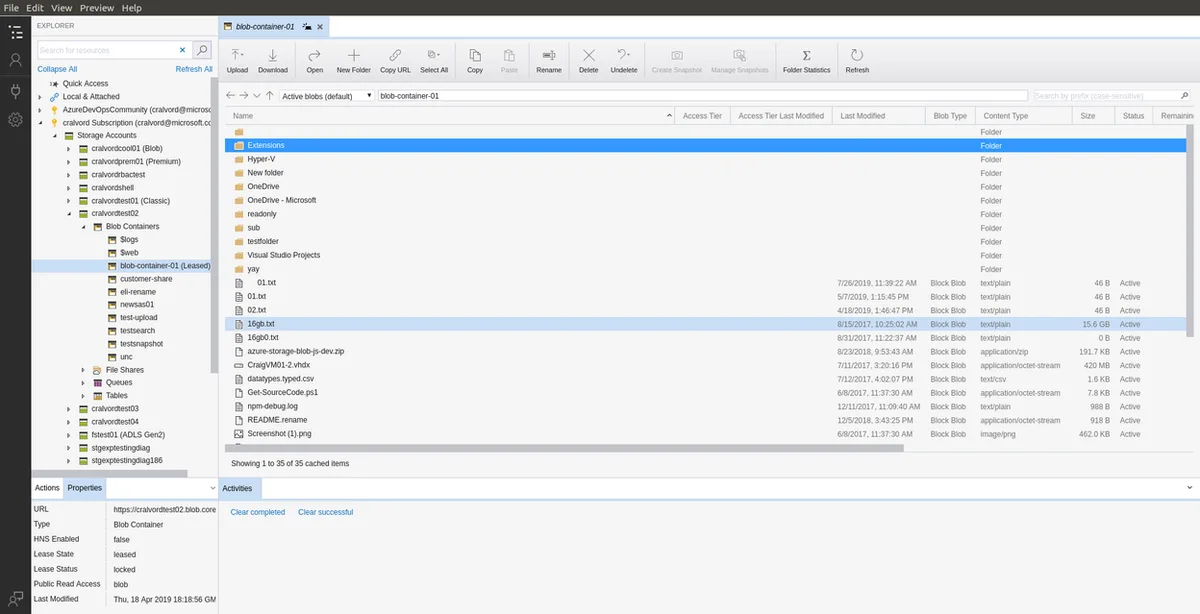 File Edit View Preview Help
EXPLORER
blob-container-01
Search for resources
Collapse All Refresh All
Quick Access
Local & Attached
AzureDevOpsCommunity (cralvord@microso
cralvord Subscription (cralvord@microsoft.co
Storage Accounts
cralvordcool01 (Blob)
cralvordprem01 (Premium)
cralvordrbactest
cralvordshell
cralvordtest01 (Classic)
cralvordtest02
Blob Containers
$logs
$web
blob-container-01 (Leased)
customer-share
eli-rename
newsas01
test-upload
testsearch
testsnapshot
unc
File Shares
Queues
Tables
cralvordtest03
cralvordtest04
fstest01 (ADLS Gen2)
stgexptestingdiag
stgexptestingdiag186
Upload Download Open New Folder Copy URL Select All Copy Paste Rename Delete Undelete Create Snapshot Manage Snapshots Folder Statistics Refresh
Active blobs (default) blob-container-01 Search by prefix (case-sensitive)
Name Access Tier Access Tier Last Modified Last Modified Blob Type Content Type Size Status Remainin
Folder
Extensions Folder
Hyper-V Folder
New folder Folder
OneDrive Folder
OneDrive - Microsoft Folder
readonly Folder
sub Folder
testfolder Folder
Visual Studio Projects Folder
yay Folder
01.txt 7/26/2019, 11:39:22 AM Block Blob text/plain 46 B Active
01.txt 5/7/2019, 1:15:45 PM Block Blob text/plain 46 B Active
02.txt 4/18/2019, 1:46:47 PM Block Blob text/plain 46 B Active
16gb.txt 8/15/2017, 10:25:02 AM Block Blob text/plain 15.6 GB Active
16gb0.txt 8/31/2017, 11:22:37 AM Block Blob text/plain 0 B Active
azure-storage-blob-js-dev.zip 8/23/2018, 9:53:43 AM Block Blob application/zip 191.7 KB Active
CraigVM01-2.vhdx 7/11/2017, 3:20:16 PM Block Blob application/octet-stream 420 MB Active
datatypes.typed.csv 7/12/2017, 4:02:07 PM Block Blob text/csv 1.6 KB Active
Get-SourceCode.ps1 6/8/2017, 11:37:30 AM Block Blob application/octet-stream 7.8 KB Active
npm-debug.log 12/11/2017, 11:09:40 AM Block Blob text/plain 988 B Active
README.rename 12/5/2018, 3:43:25 PM Block Blob application/octet-stream 918 B Active
Screenshot (1).png 6/8/2017, 11:37:30 AM Block Blob image/png 462.0 KB Active
Showing 1 to 35 of 35 cached items
Actions Properties
URL https://cralvordtest02.blob.core
Type Blob Container
HNS Enabled false
Lease State leased
Lease Status locked
Public Read Access blob
Last Modified Thu, 18 Apr 2019 18:18:56 GM
Activities
Clear completed Clear successful